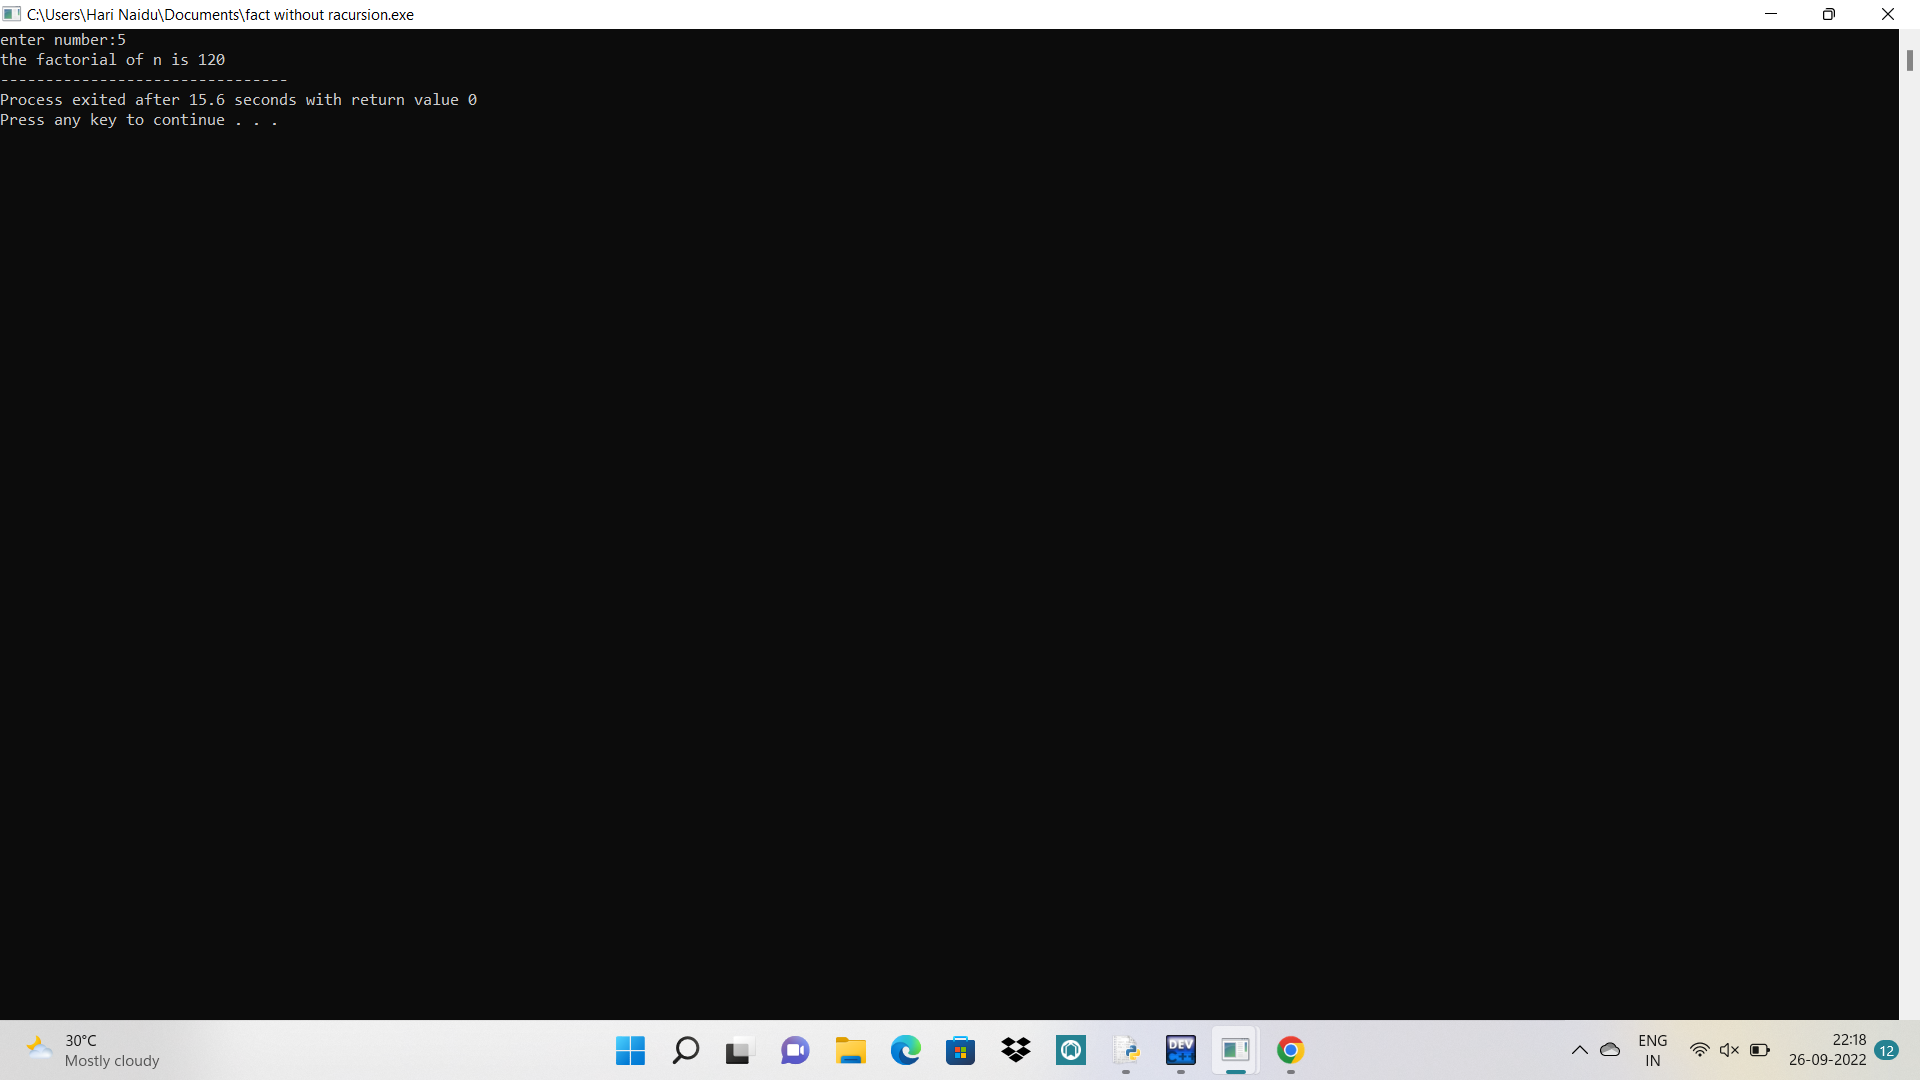 C:\Users\Hari Naidu\Documents\fact without racursion.exe
enter number:5
the factorial of n is 120
--------------------------------
Process exited after 15.6 seconds with return value 0
Press any key to continue . . .
30°C
Mostly cloudy
DEV
C++
ENG
IN
22:18
26-09-2022
12